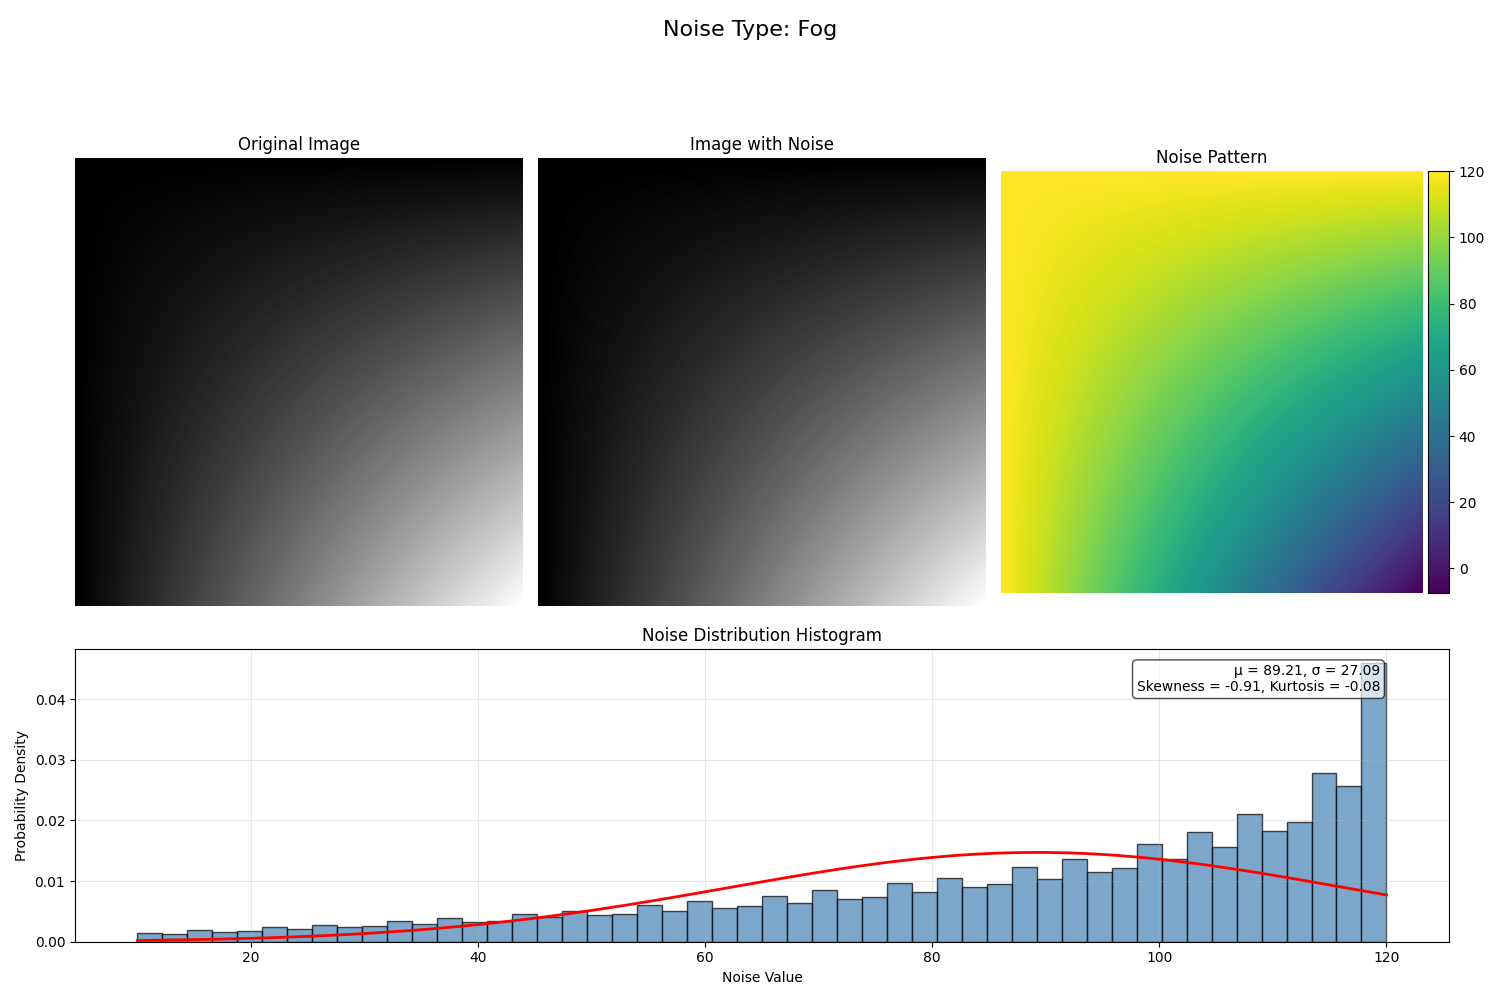 Noise Type: Fog
Original Image
Image with Noise
Noise Pattern
120
100
80
60
40
20
0
Noise Distribution Histogram
μ = 89.21, σ = 27.09
Skewness = -0.91, Kurtosis = -0.08
Probability Density
0.04
0.03
0.02
0.01
0.00
20 40 60 80 100 120
Noise Value